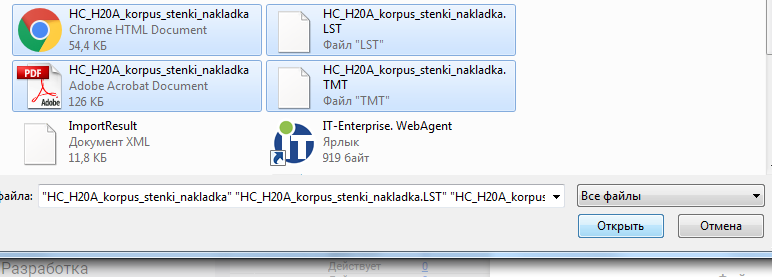 HC_H20A_korpus_stenki_nakladka
Chrome HTML Document
54,4 КБ
HC_H20A_korpus_stenki_nakladka.
LST
Файл "LST"
PDF
Adobe
HC_H20A_korpus_stenki_nakladka
Adobe Acrobat Document
126 КБ
HC_H20A_korpus_stenki_nakladka.
TMT
Файл "TMT"
ImportResult
Документ XML
11,8 КБ
iT
IT-Enterprise. WebAgent
Ярлык
919 байт
файла: "HC_H20A_korpus_stenki_nakladka" "HC_H20A_korpus_stenki_nakladka.LST" "HC_H20A_korpus
Все файлы
Открыть
Отмена
Разработка
Действует
0